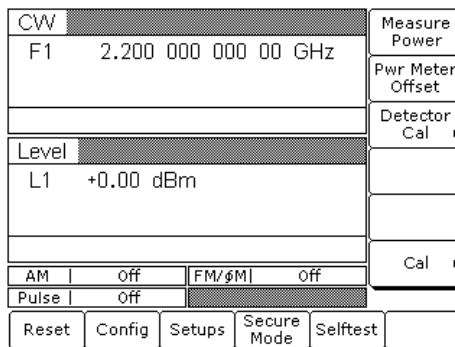 CW
F1 2.200 000 000 00 GHz
Level
L1 +0.00 dBm
AM | Off FM/ϕM| Off
Pulse | Off
Reset Config Setups Secure Mode Selftest
Measure Power
Pwr Meter Offset
Detector Cal
Cal